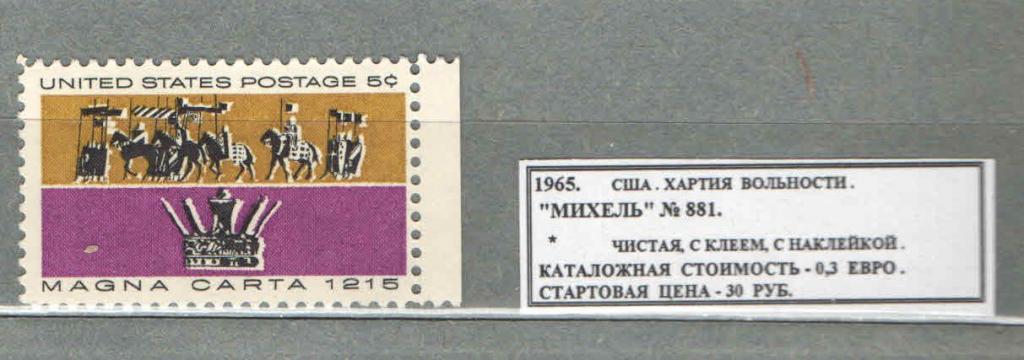 UNITED STATES POSTAGE 5¢
MAGNA CARTA 1215
1965. США. ХАРТИЯ ВОЛЬНОСТИ.
"МИХЕЛЬ" № 881.
* ЧИСТАЯ, С КЛЕЕМ, С НАКЛЕЙКОЙ.
КАТАЛОЖНАЯ СТОИМОСТЬ - 0,3 ЕВРО.
СТАРТОВАЯ ЦЕНА - 30 РУБ.